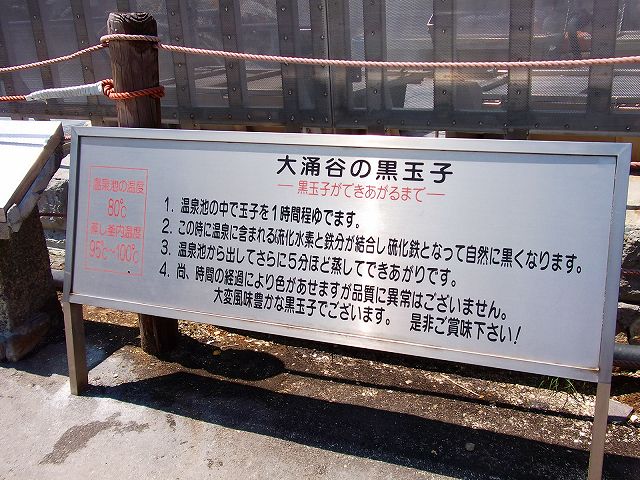 大涌谷の黒玉子
― 黒玉子ができあがるまで ―
温泉池の温度
80℃
蒸し釜内温度
95℃〜100℃
1. 温泉池の中で玉子を1時間程ゆでます。
2. この時に温泉に含まれる硫化水素と鉄分が結合し硫化鉄となって自然に黒くなります。
3. 温泉池から出してさらに5分ほど蒸してできあがりです。
4. 尚、時間の経過により色があせますが品質に異常はございません。
大変風味豊かな黒玉子でございます。 是非ご賞味下さい!